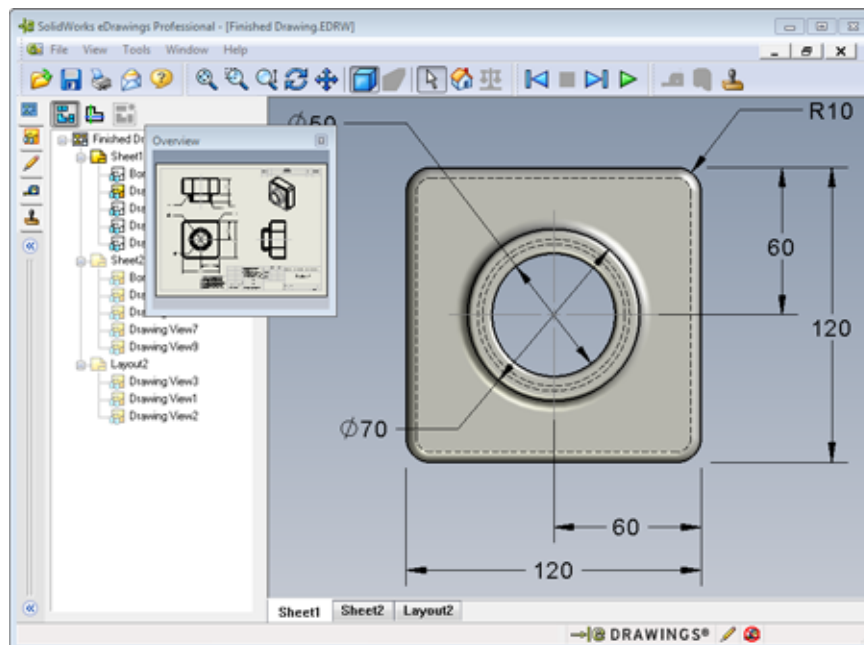 SolidWorks eDrawings Professional - [Finished Drawing.EDRW]
File View Tools Window Help
Overview
Finished
Sheet1
Sheet2
Drawing View7
Drawing View9
Layout2
Drawing View3
Drawing View1
Drawing View2
R10
60
120
Ø70
60
120
Sheet1 Sheet2 Layout2
DRAWINGS®